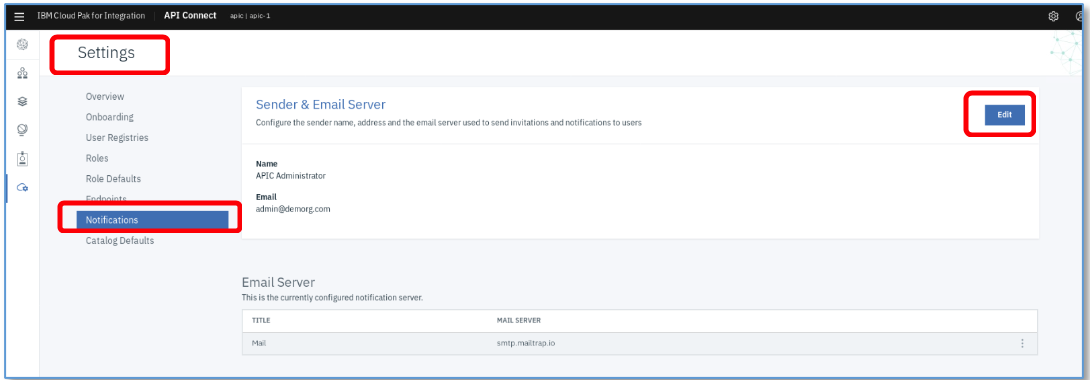 IBM Cloud Pak for Integration API Connect apic | apic-1
Settings
Overview
Onboarding
User Registries
Roles
Role Defaults
Endpoints
Notifications
Catalog Defaults
Sender & Email Server
Configure the sender name, address and the email server used to send invitations and notifications to users
Edit
Name
APIC Administrator
Email
admin@demorg.com
Email Server
This is the currently configured notification server.
TITLE MAIL SERVER
Mail smtp.mailtrap.io